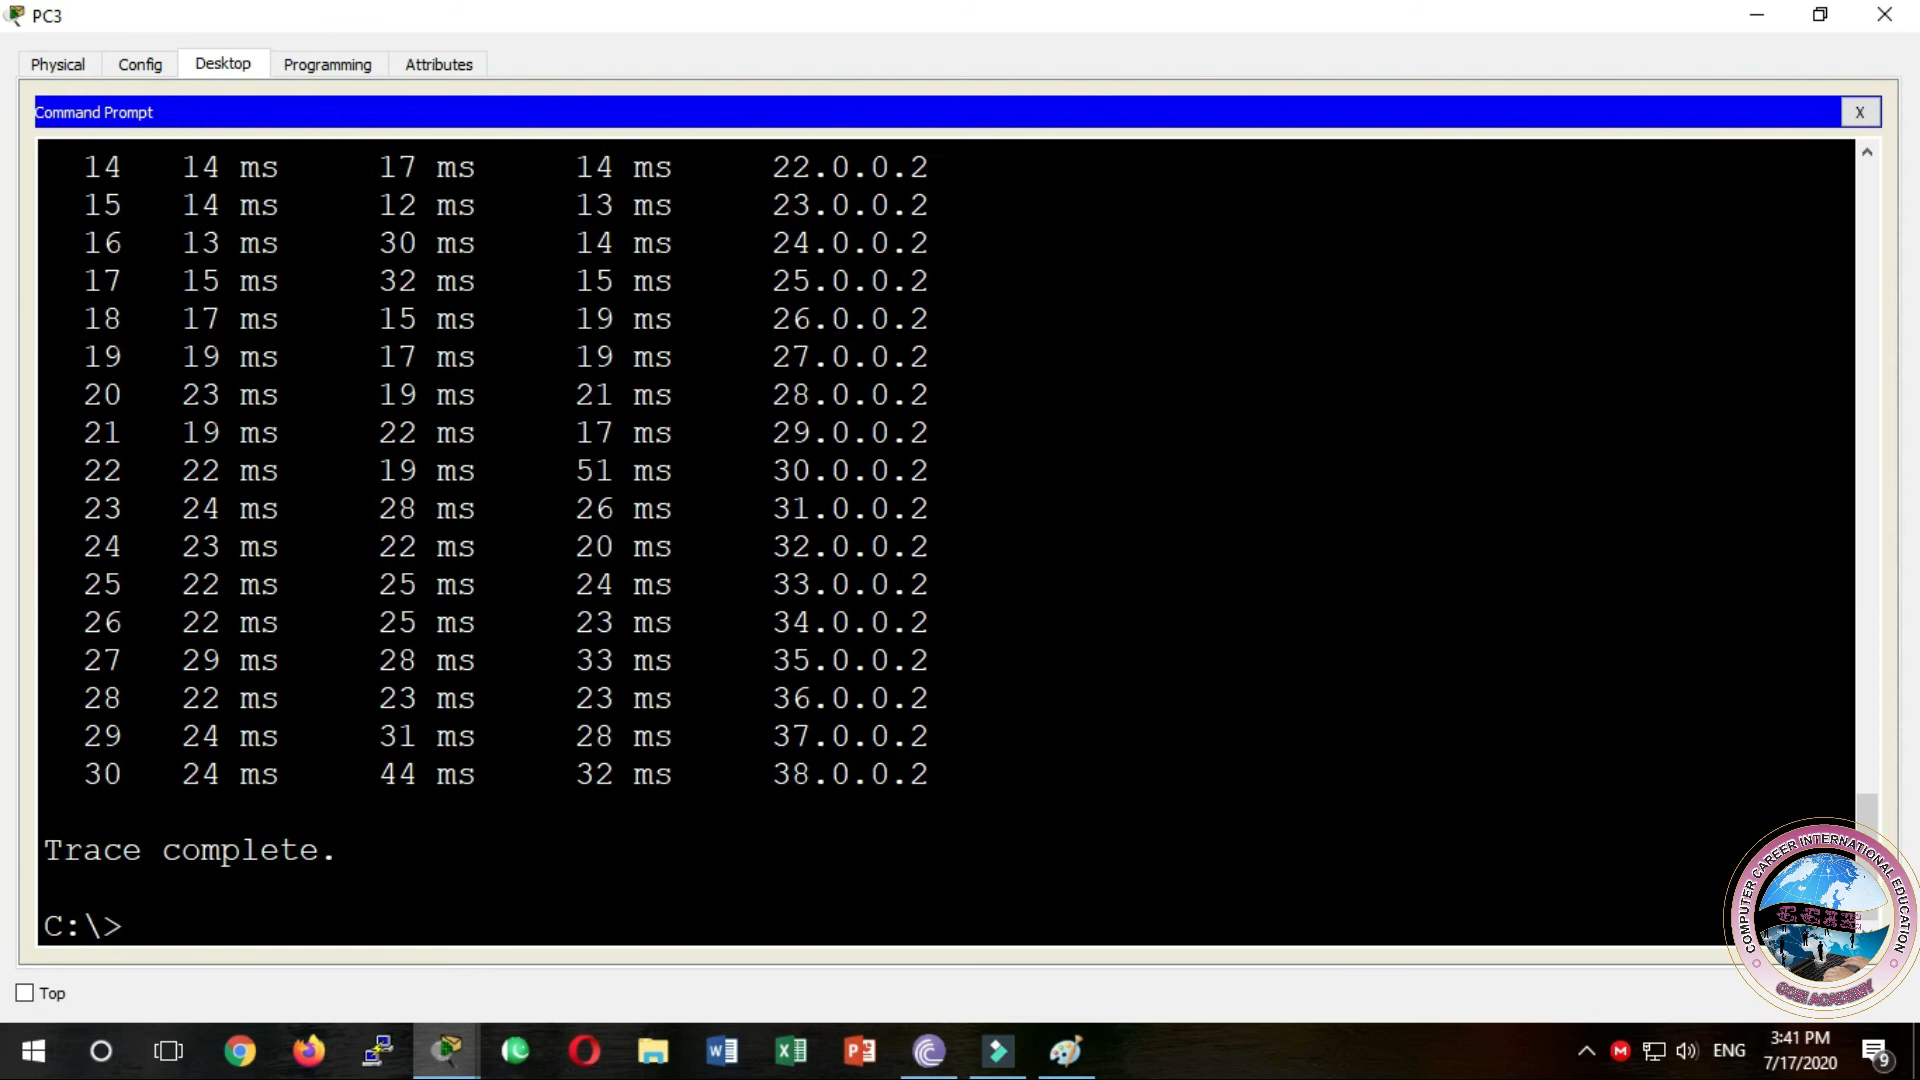 PC3
Physical Config Desktop Programming Attributes
Command Prompt X
14 14 ms 17 ms 14 ms 22.0.0.2
15 14 ms 12 ms 13 ms 23.0.0.2
16 13 ms 30 ms 14 ms 24.0.0.2
17 15 ms 32 ms 15 ms 25.0.0.2
18 17 ms 15 ms 19 ms 26.0.0.2
19 19 ms 17 ms 19 ms 27.0.0.2
20 23 ms 19 ms 21 ms 28.0.0.2
21 19 ms 22 ms 17 ms 29.0.0.2
22 22 ms 19 ms 51 ms 30.0.0.2
23 24 ms 28 ms 26 ms 31.0.0.2
24 23 ms 22 ms 20 ms 32.0.0.2
25 22 ms 25 ms 24 ms 33.0.0.2
26 22 ms 25 ms 23 ms 34.0.0.2
27 29 ms 28 ms 33 ms 35.0.0.2
28 22 ms 23 ms 23 ms 36.0.0.2
29 24 ms 31 ms 28 ms 37.0.0.2
30 24 ms 44 ms 32 ms 38.0.0.2
Trace complete.
C:\>
COMPUTER CAREER INTERNATIONAL EDUCATION
Top
ENG
3:41 PM
7/17/2020
9